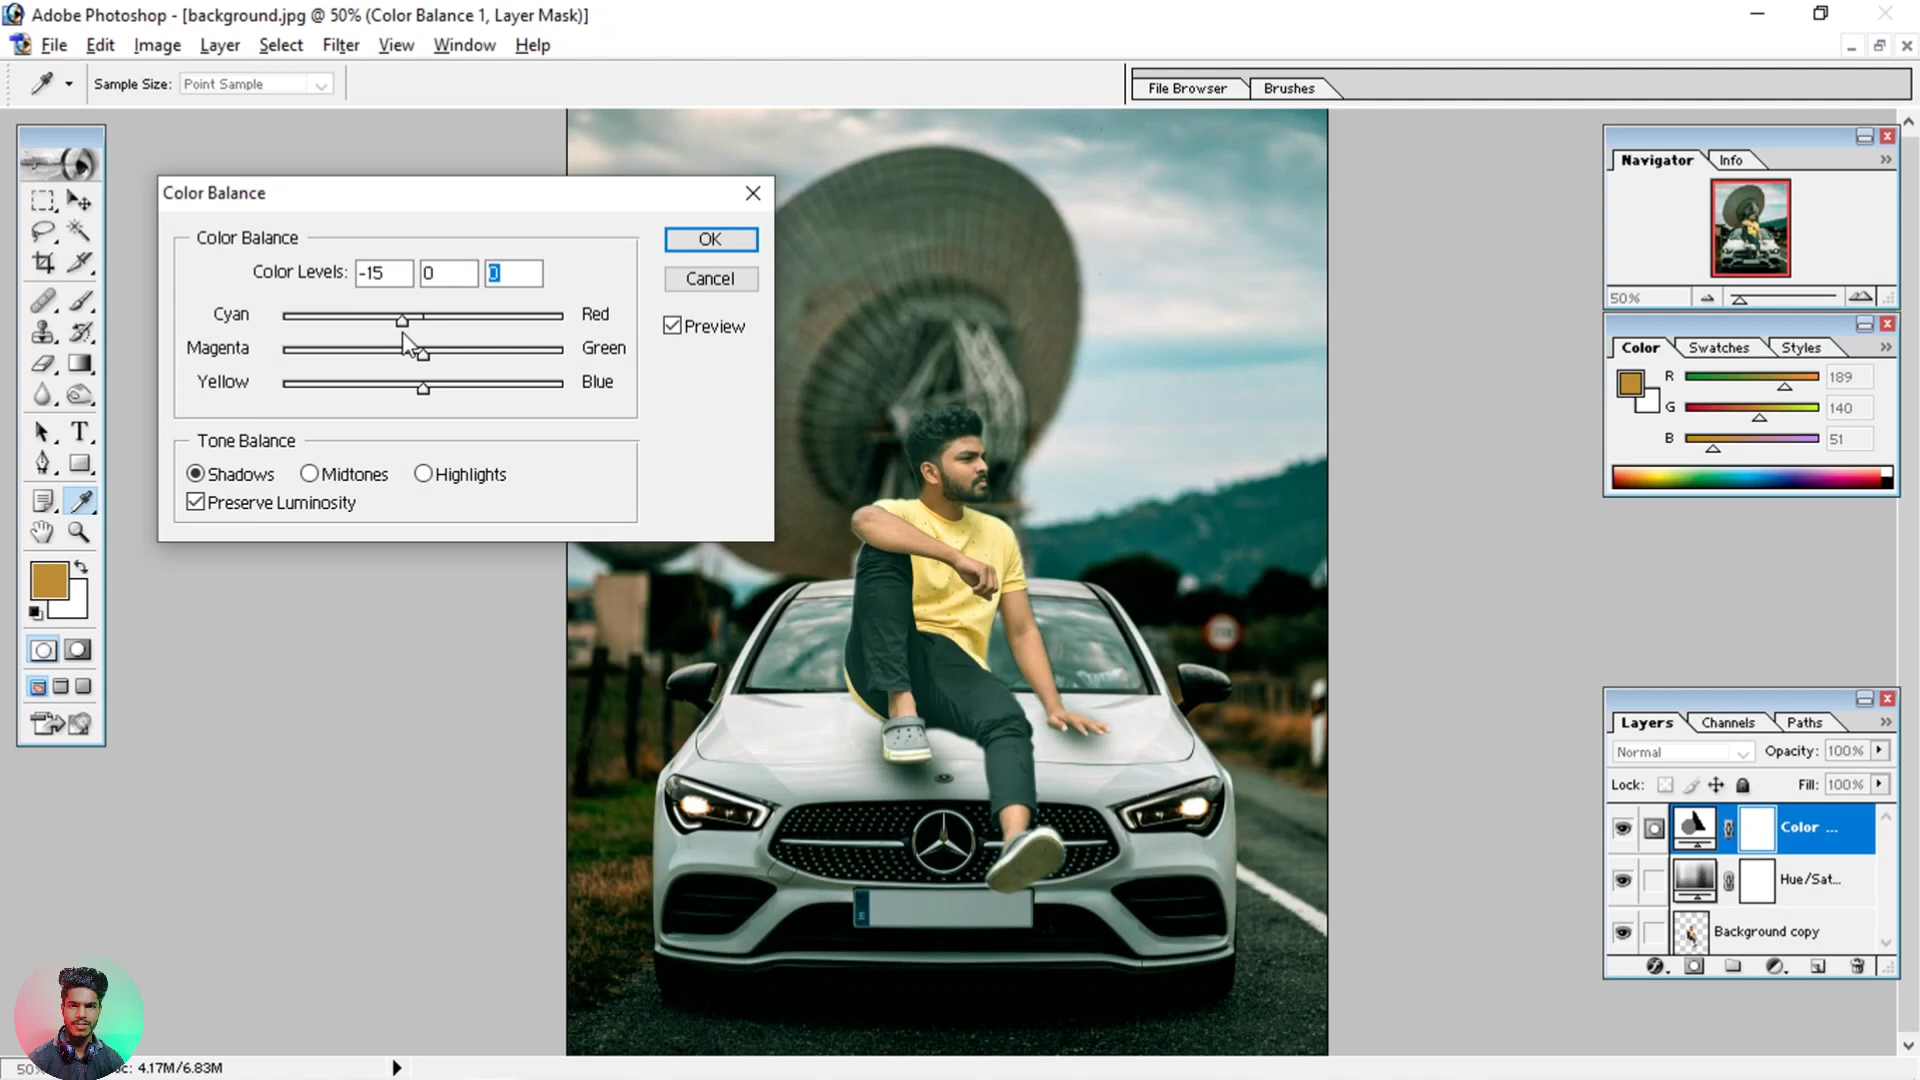 Adobe Photoshop - [background.jpg @ 50% (Color Balance 1, Layer Mask)]
File Edit Image Layer Select Filter View Window Help
Sample Size: Point Sample
File Browser Brushes
Color Balance
Color Balance
Color Levels: -15 0 0
Cyan Red
Magenta Green
Yellow Blue
Tone Balance
Shadows Midtones Highlights
Preserve Luminosity
OK
Cancel
Preview
Navigator Info
50%
Color Swatches Styles
R 189
G 140
B 51
Layers Channels Paths
Normal Opacity: 100%
Lock: Fill: 100%
Color ...
Hue/Sat...
Background copy
4.17M/6.83M